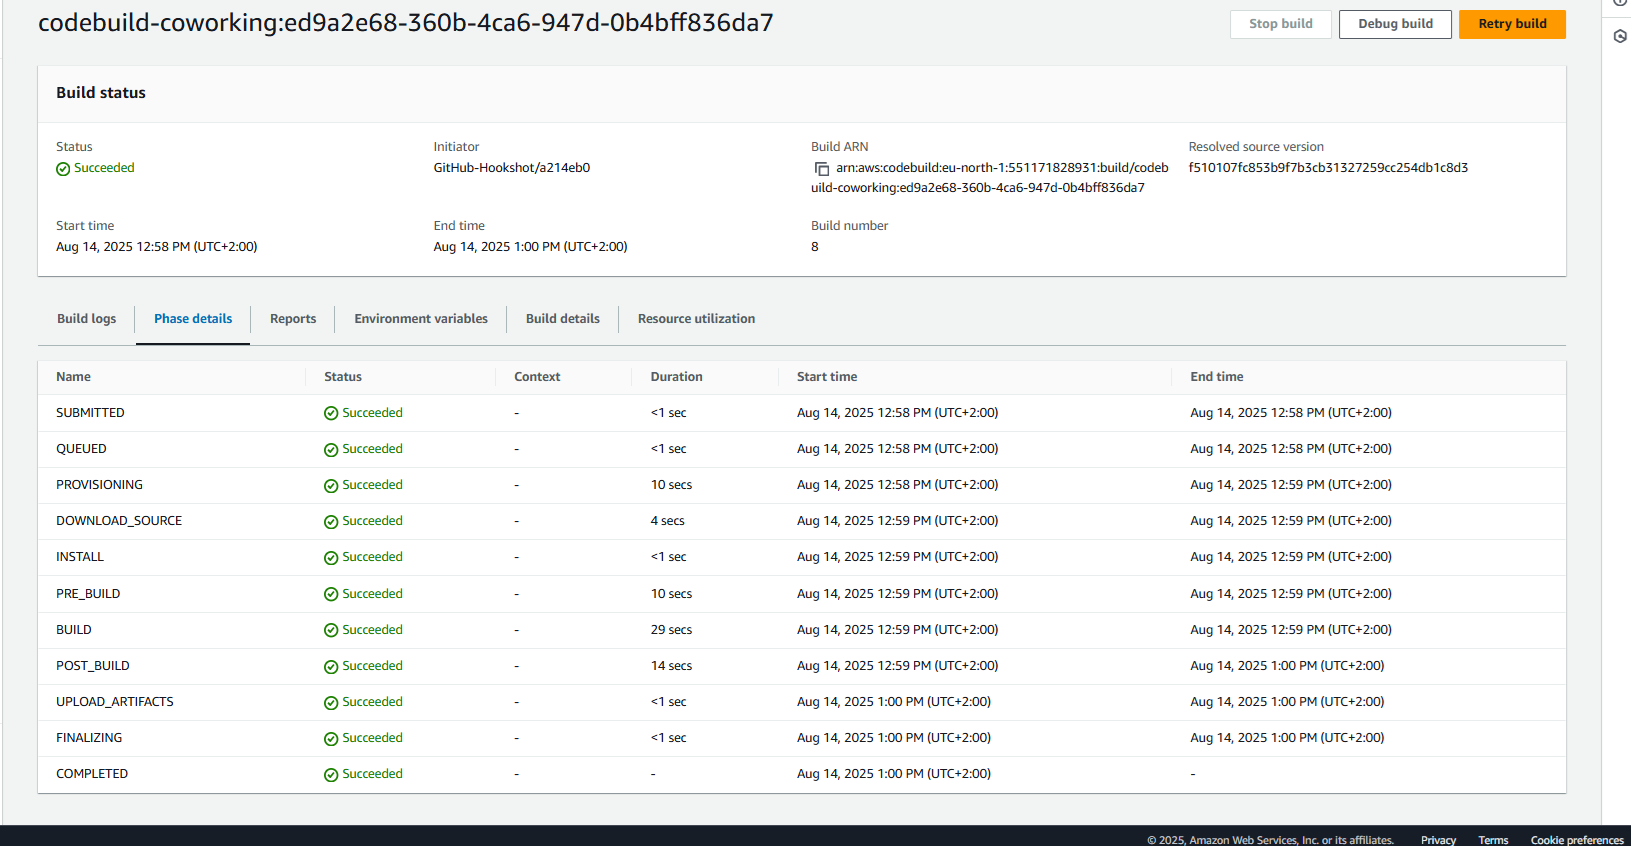 codebuild-coworking:ed9a2e68-360b-4ca6-947d-0b4bff836da7
Stop build Debug build Retry build
Build status
Status Initiator Build ARN Resolved source version
Succeeded GitHub-Hookshot/a214eb0 arn:aws:codebuild:eu-north-1:551171828931:build/codeb f510107fc853b9f7b3cb31327259cc254db1c8d3
uild-coworking:ed9a2e68-360b-4ca6-947d-0b4bff836da7
Start time End time Build number
Aug 14, 2025 12:58 PM (UTC+2:00) Aug 14, 2025 1:00 PM (UTC+2:00) 8
Build logs Phase details Reports Environment variables Build details Resource utilization
Name Status Context Duration Start time End time
SUBMITTED Succeeded - <1 sec Aug 14, 2025 12:58 PM (UTC+2:00) Aug 14, 2025 12:58 PM (UTC+2:00)
QUEUED Succeeded - <1 sec Aug 14, 2025 12:58 PM (UTC+2:00) Aug 14, 2025 12:58 PM (UTC+2:00)
PROVISIONING Succeeded - 10 secs Aug 14, 2025 12:58 PM (UTC+2:00) Aug 14, 2025 12:59 PM (UTC+2:00)
DOWNLOAD_SOURCE Succeeded - 4 secs Aug 14, 2025 12:59 PM (UTC+2:00) Aug 14, 2025 12:59 PM (UTC+2:00)
INSTALL Succeeded - <1 sec Aug 14, 2025 12:59 PM (UTC+2:00) Aug 14, 2025 12:59 PM (UTC+2:00)
PRE_BUILD Succeeded - 10 secs Aug 14, 2025 12:59 PM (UTC+2:00) Aug 14, 2025 12:59 PM (UTC+2:00)
BUILD Succeeded - 29 secs Aug 14, 2025 12:59 PM (UTC+2:00) Aug 14, 2025 12:59 PM (UTC+2:00)
POST_BUILD Succeeded - 14 secs Aug 14, 2025 12:59 PM (UTC+2:00) Aug 14, 2025 1:00 PM (UTC+2:00)
UPLOAD_ARTIFACTS Succeeded - <1 sec Aug 14, 2025 1:00 PM (UTC+2:00) Aug 14, 2025 1:00 PM (UTC+2:00)
FINALIZING Succeeded - <1 sec Aug 14, 2025 1:00 PM (UTC+2:00) Aug 14, 2025 1:00 PM (UTC+2:00)
COMPLETED Succeeded - - Aug 14, 2025 1:00 PM (UTC+2:00) -
© 2025, Amazon Web Services, Inc. or its affiliates. Privacy Terms Cookie preferences